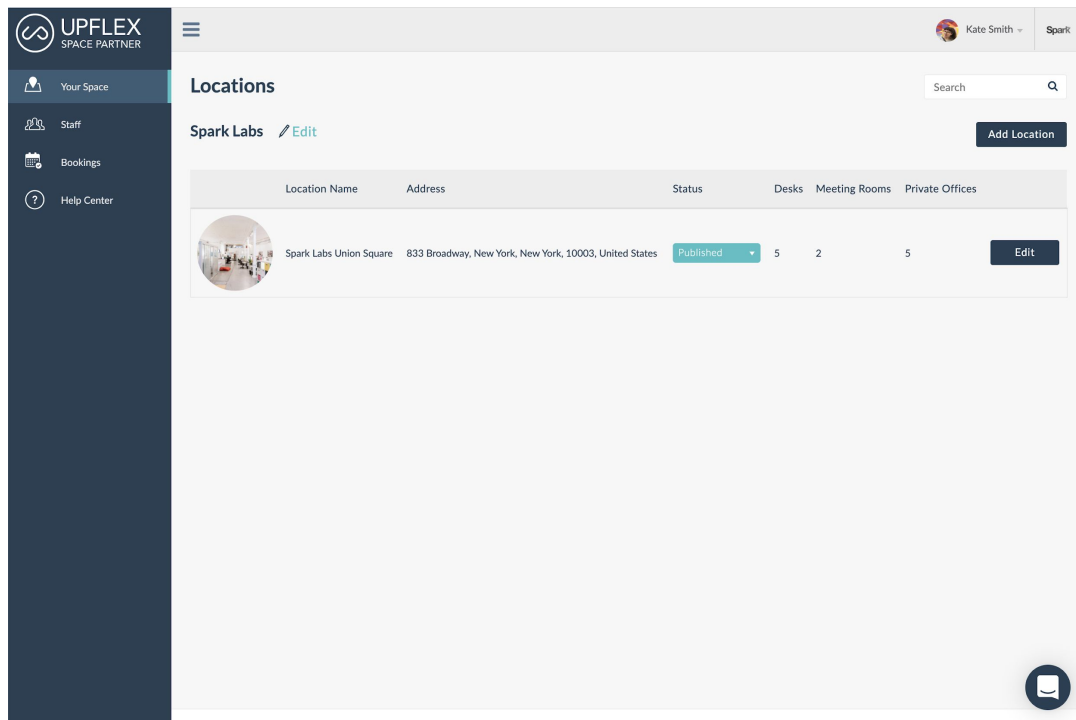 UPFLEX
SPACE PARTNER
Kate Smith
Spark
Your Space
Staff
Bookings
? Help Center
Locations
Search
Spark Labs Edit
Add Location
Location Name Address Status Desks Meeting Rooms Private Offices
Spark Labs Union Square 833 Broadway, New York, New York, 10003, United States Published 5 2 5 Edit